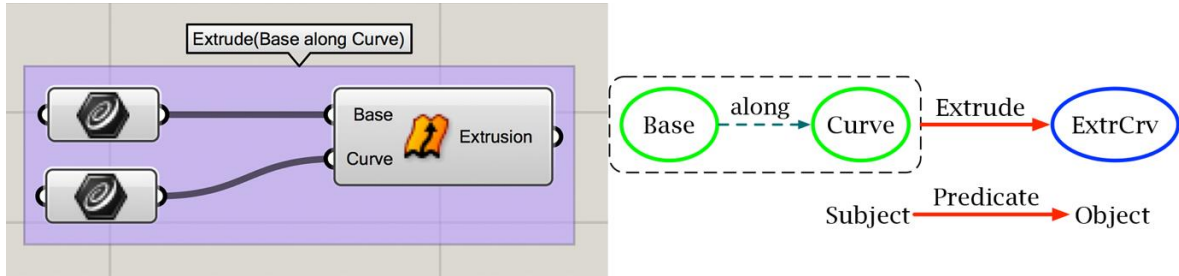 Extrude(Base along Curve)
Base
Curve
Extrusion
Base
along
Curve
Extrude
ExtrCrv
Subject
Predicate
Object